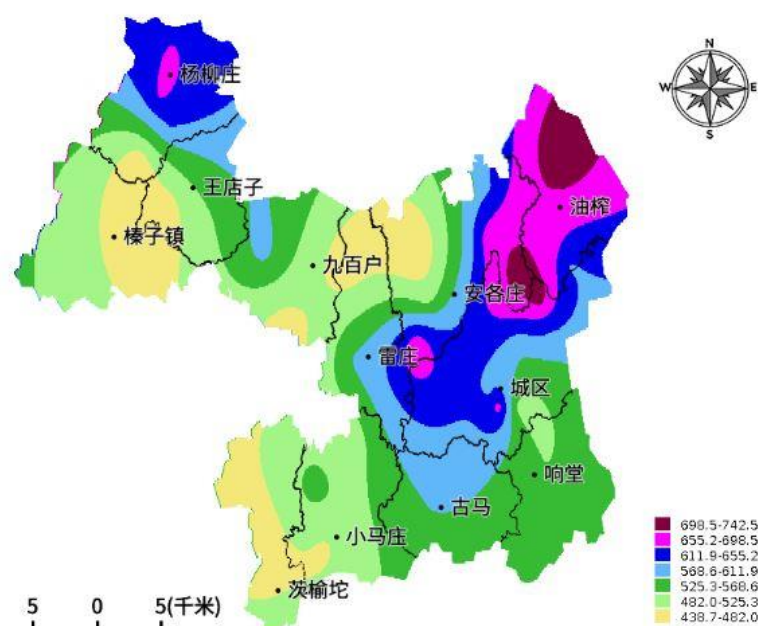 N
W E
S
杨柳庄
王店子
油榨
榛子镇
九百户
安各庄
雷庄
城区
响堂
古马
小马庄
茨榆坨
698.5-742.5
655.2-698.5
611.9-655.2
568.6-611.9
525.3-568.6
482.0-525.3
438.7-482.0
5 0 5(千米)